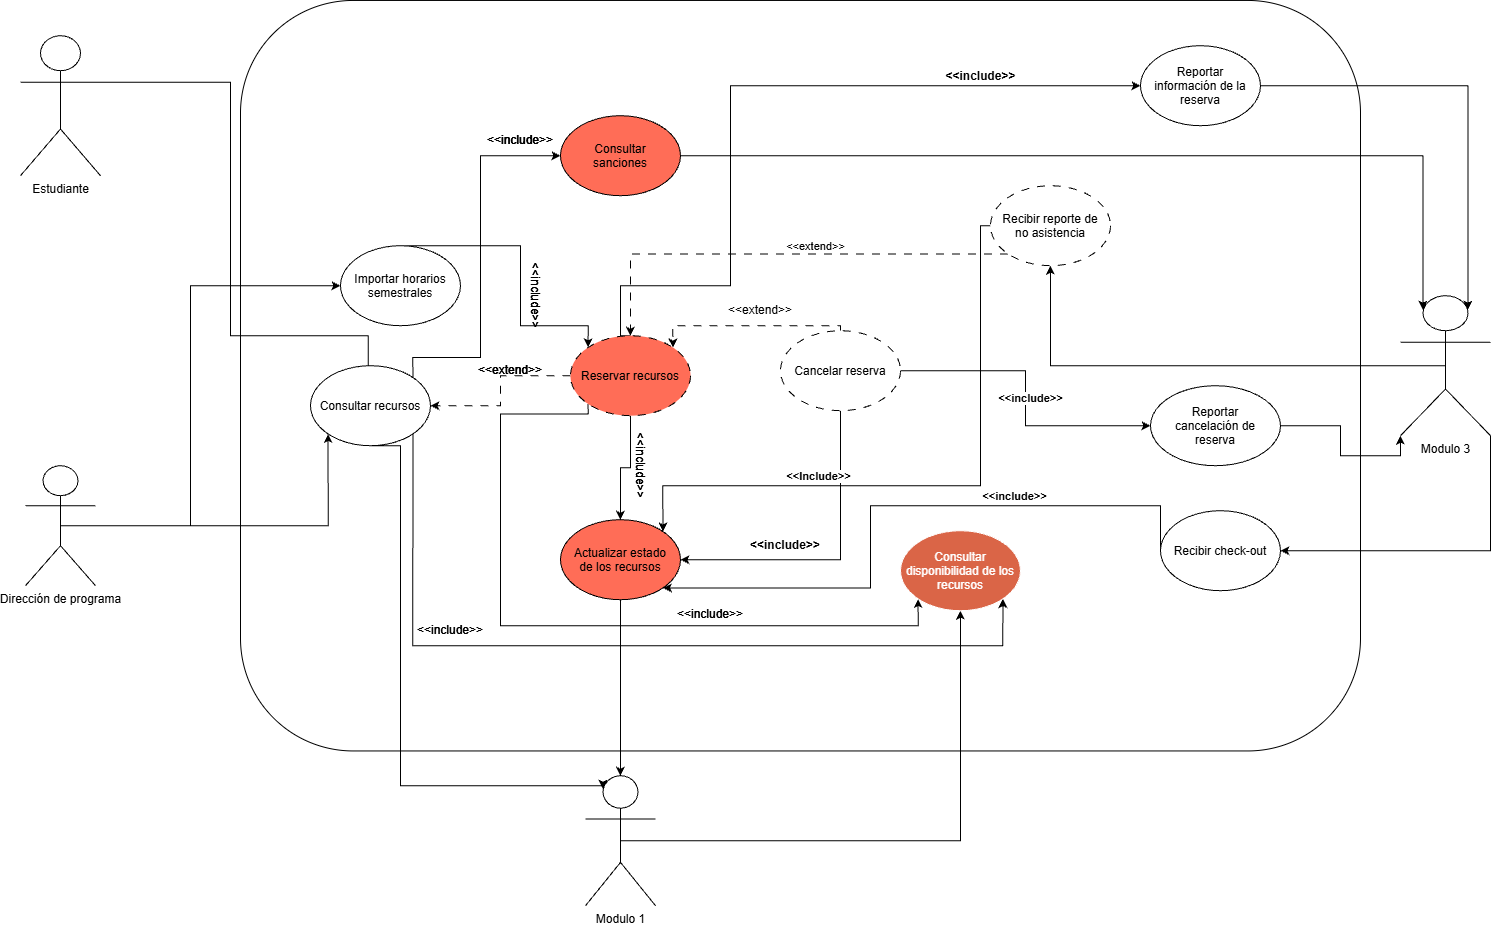 <<include>>
Reportar
información de la
reserva
<<include>>
Consultar
sanciones
Estudiante
Recibir reporte de
no asistencia
<<extend>>
Importar horarios
semestrales
<<include>>
<<extend>>
<<extend>>
Reservar recursos
Cancelar reserva
Consultar recursos
<<include>>
Reportar
cancelación de
reserva
Modulo 3
<<include>>
<<Include>>
<<include>>
<<include>>
Actualizar estado
de los recursos
Consultar
disponibilidad de los
recursos
Recibir check-out
Dirección de programa
<<include>>
<<include>>
Modulo 1